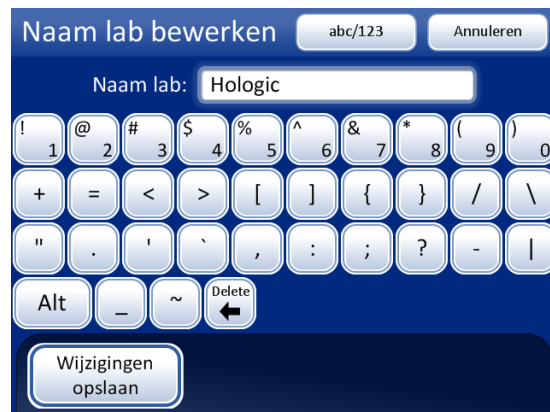 Naam lab bewerken abc/123 Annuleren
Naam lab: Hologic
! 1 @ 2 # 3 $ 4 % 5 ^ 6 & 7 * 8 ( 9 ) 0
+ = < > [ ] { } / \
" . ' ` , : ; ? - |
Alt _ ~ Delete
Wijzigingen
opslaan